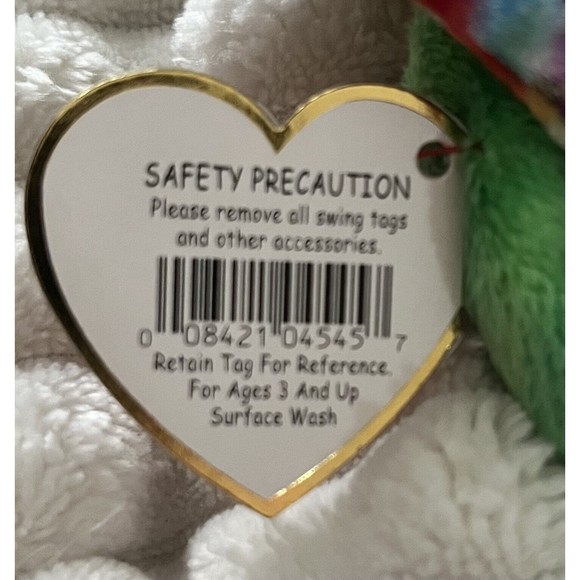 SAFETY PRECAUTION
Please remove all swing tags
and other accessories.
0 08421 04545 7
Retain Tag For Reference.
For Ages 3 And Up
Surface Wash